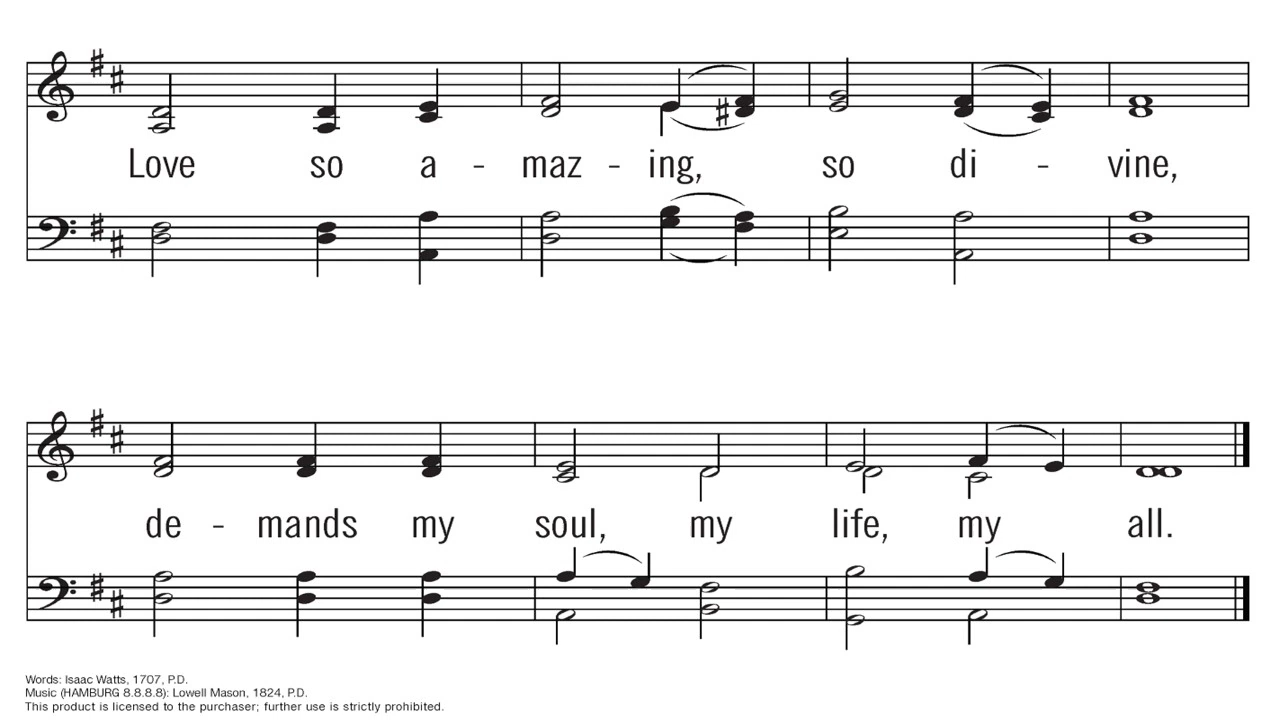 Love so a - maz - ing, so di - vine,
de - mands my soul, my life, my all.
Words: Isaac Watts, 1707, P.D.
Music (HAMBURG 8.8.8.8): Lowell Mason, 1824, P.D.
This product is licensed to the purchaser; further use is strictly prohibited.